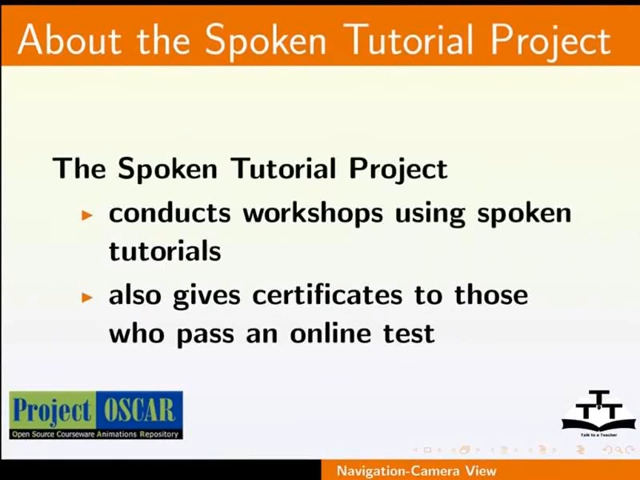 About the Spoken Tutorial Project
The Spoken Tutorial Project
conducts workshops using spoken
tutorials
also gives certificates to those
who pass an online test
Project OSCAR
Open Source Courseware Animations Repository
TTT
Talk to a Teacher
Navigation-Camera View